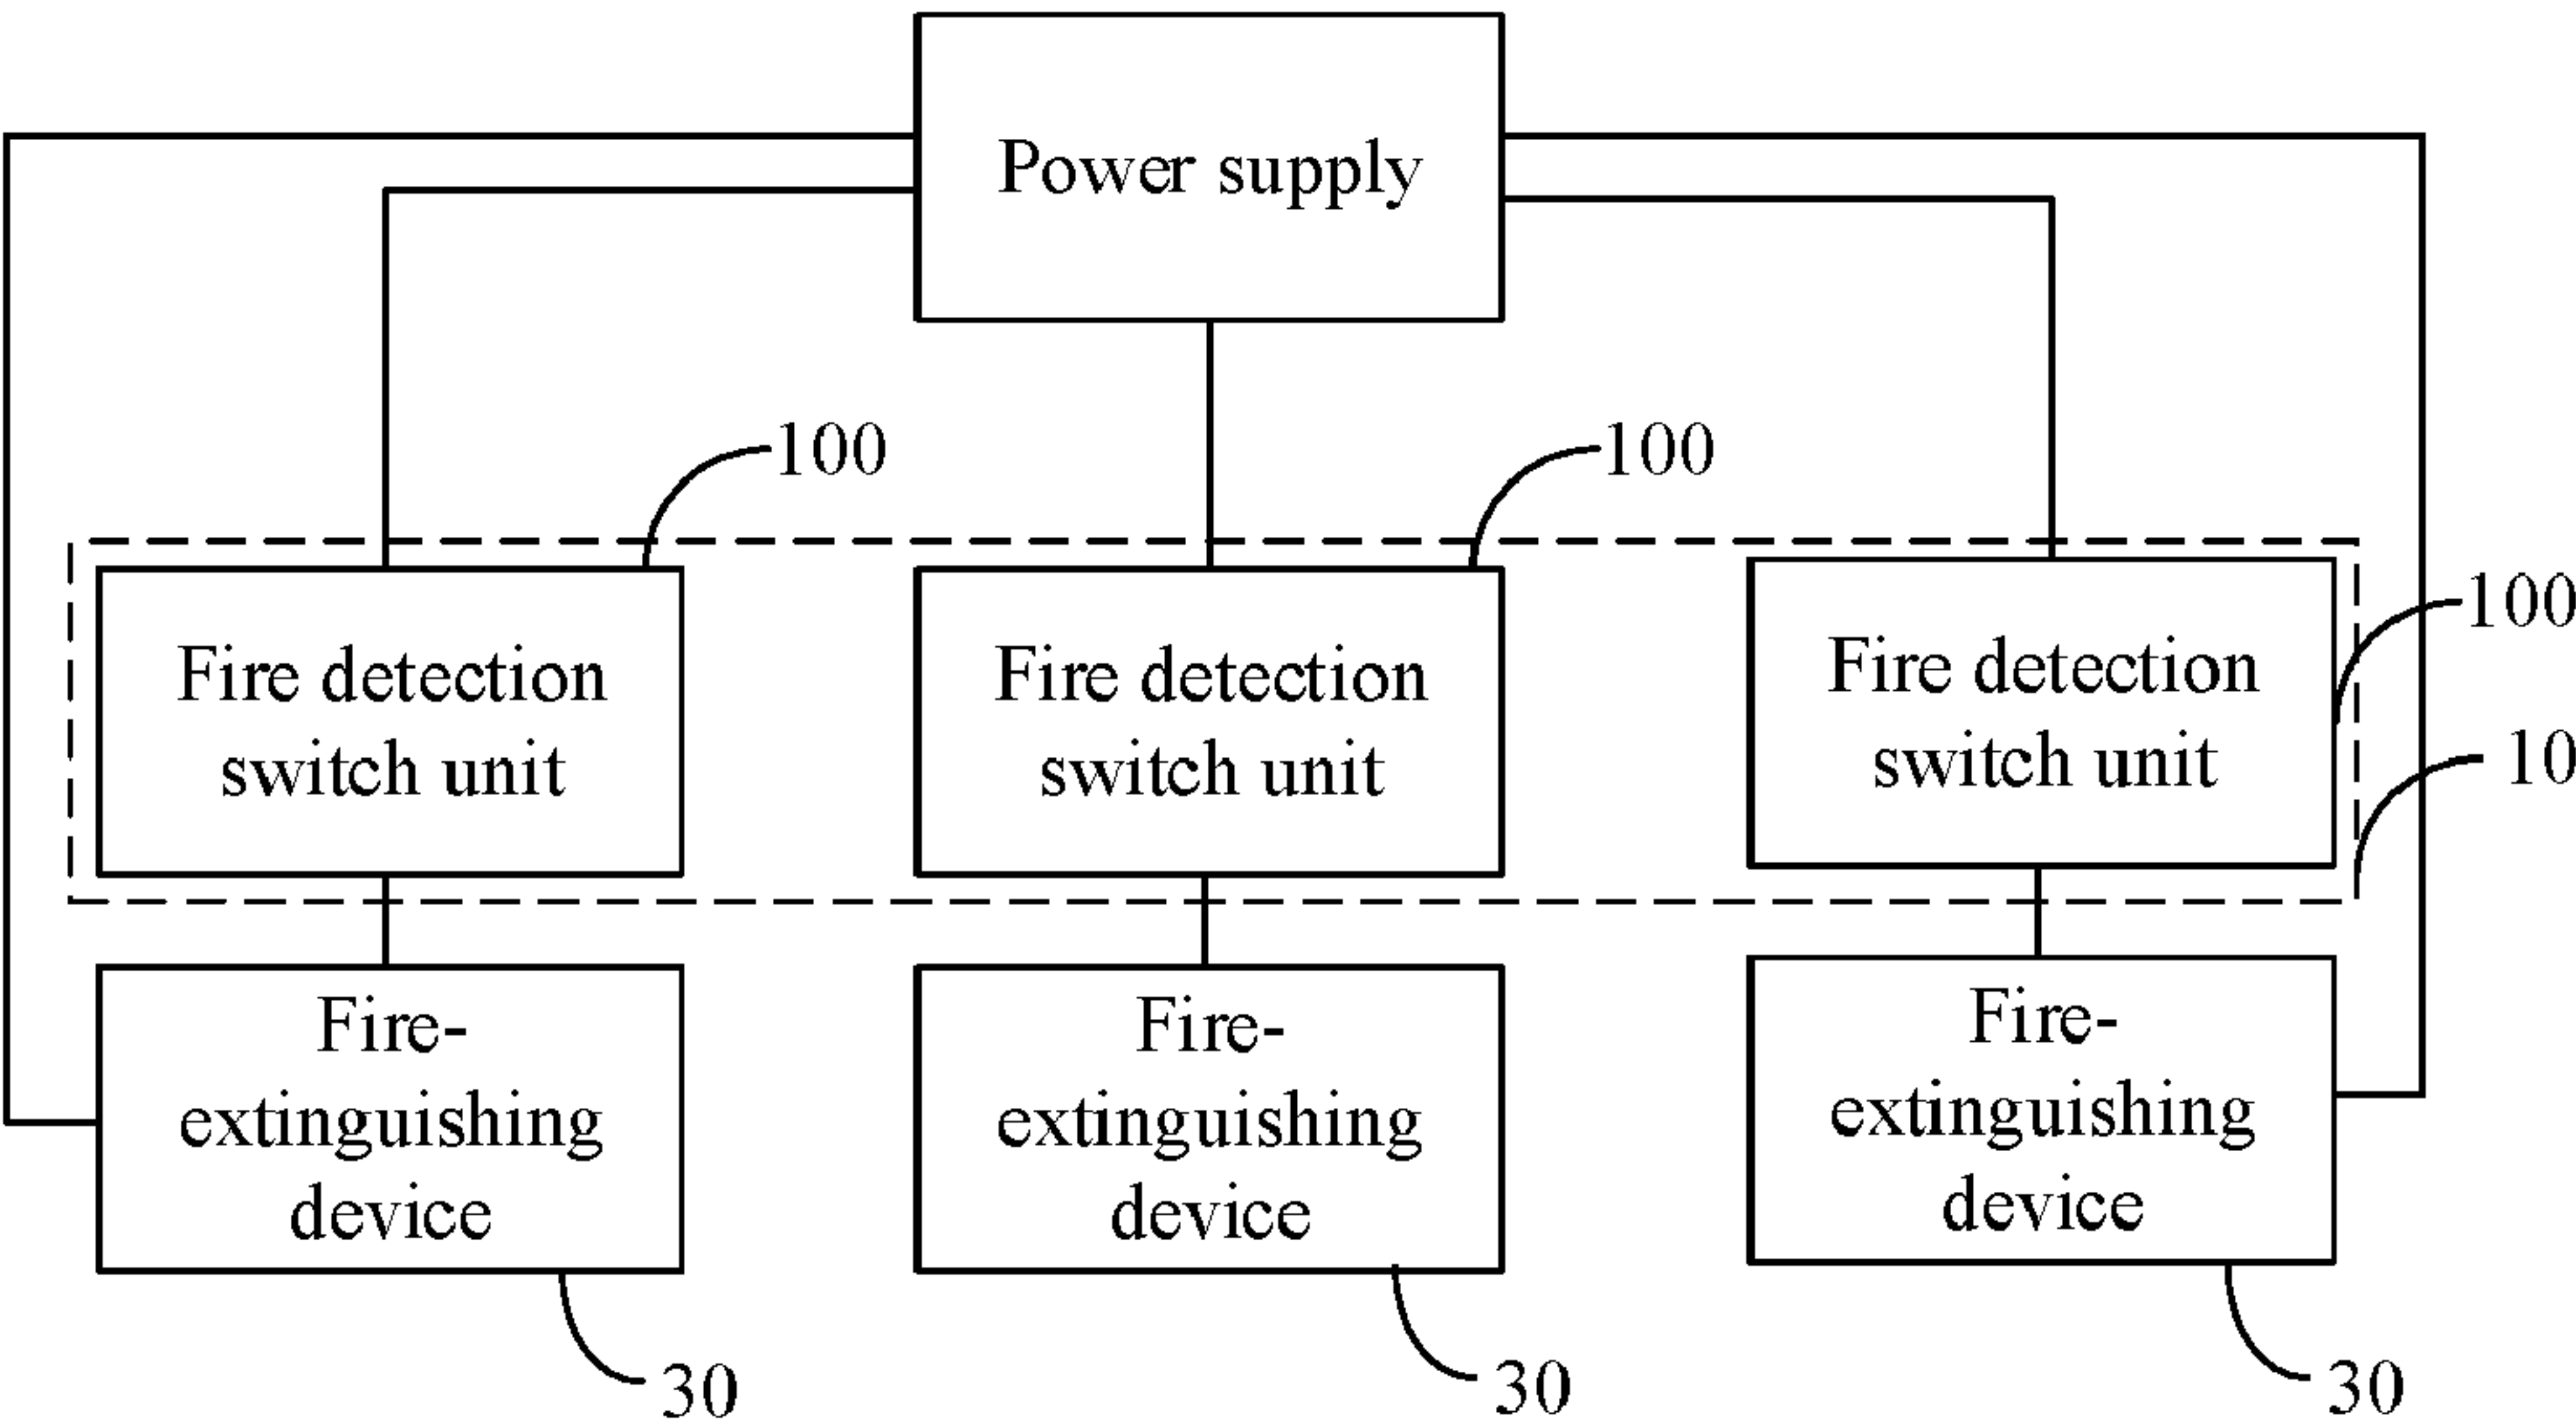 Power supply
100
100
100
Fire detection
switch unit
Fire detection
switch unit
Fire detection
switch unit
10
Fire-
extinguishing
device
Fire-
extinguishing
device
Fire-
extinguishing
device
30
30
30